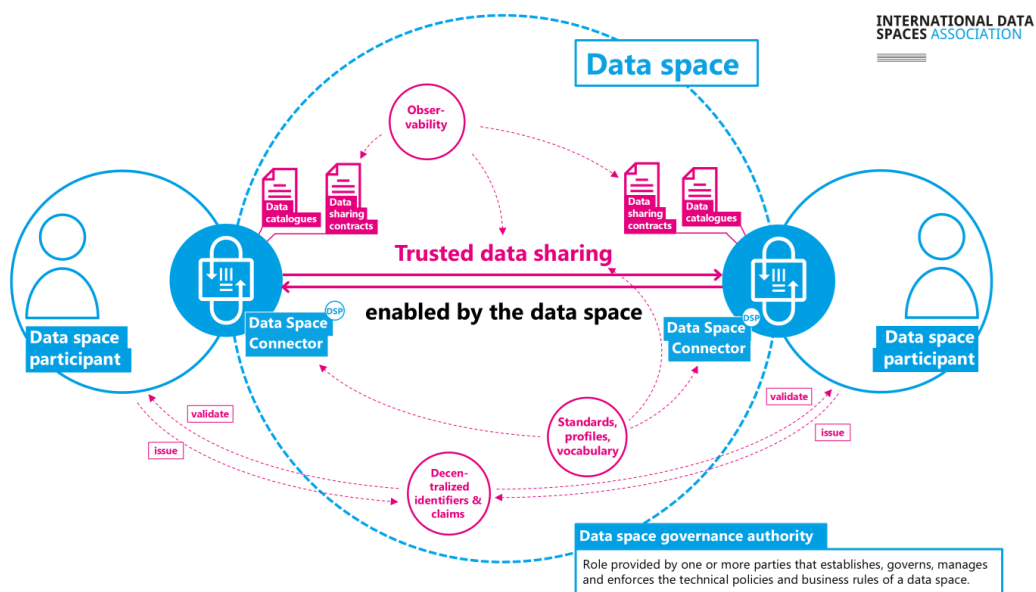 INTERNATIONAL DATA
SPACES ASSOCIATION
Data space
Obser-
vability
Data
catalogues
Data
sharing
contracts
Data
sharing
contracts
Data
catalogues
Trusted data sharing
enabled by the data space
DSP
Data Space
Connector
DSP
Data Space
Connector
Data space
participant
Data space
participant
validate
issue
validate
issue
Standards,
profiles,
vocabulary
Decen-
tralized
identifiers &
claims
Data space governance authority
Role provided by one or more parties that establishes, governs, manages
and enforces the technical policies and business rules of a data space.